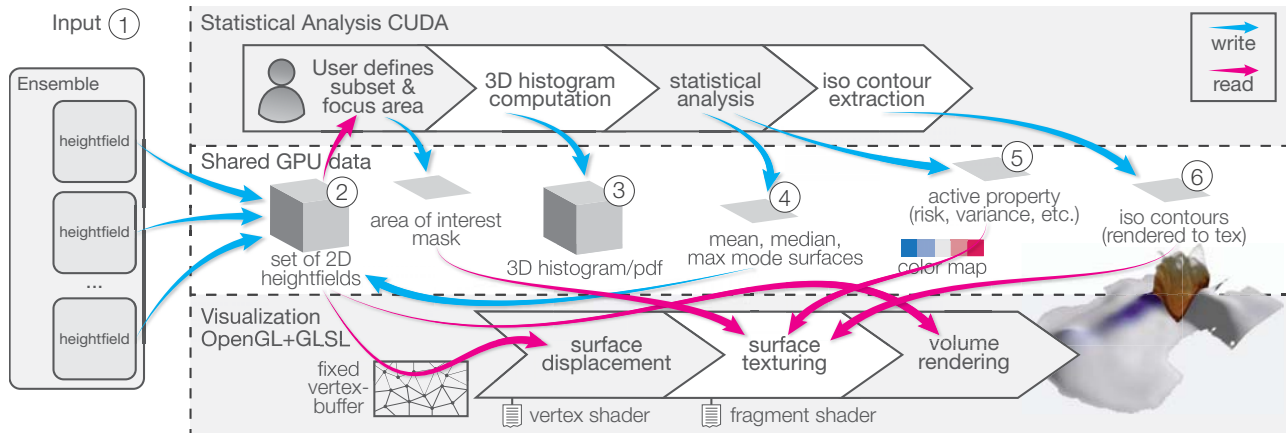 Input 1
Statistical Analysis CUDA
write
read
Ensemble
heightfield
heightfield
...
heightfield
User defines
subset &
focus area
3D histogram
computation
statistical
analysis
iso contour
extraction
Shared GPU data
2
set of 2D
heightfields
area of interest
mask
3
3D histogram/pdf
4
mean, median,
max mode surfaces
5
active property
(risk, variance, etc.)
color map
6
iso contours
(rendered to tex)
Visualization
OpenGL+GLSL
fixed
vertex-
buffer
surface
displacement
surface
texturing
volume
rendering
vertex shader
fragment shader